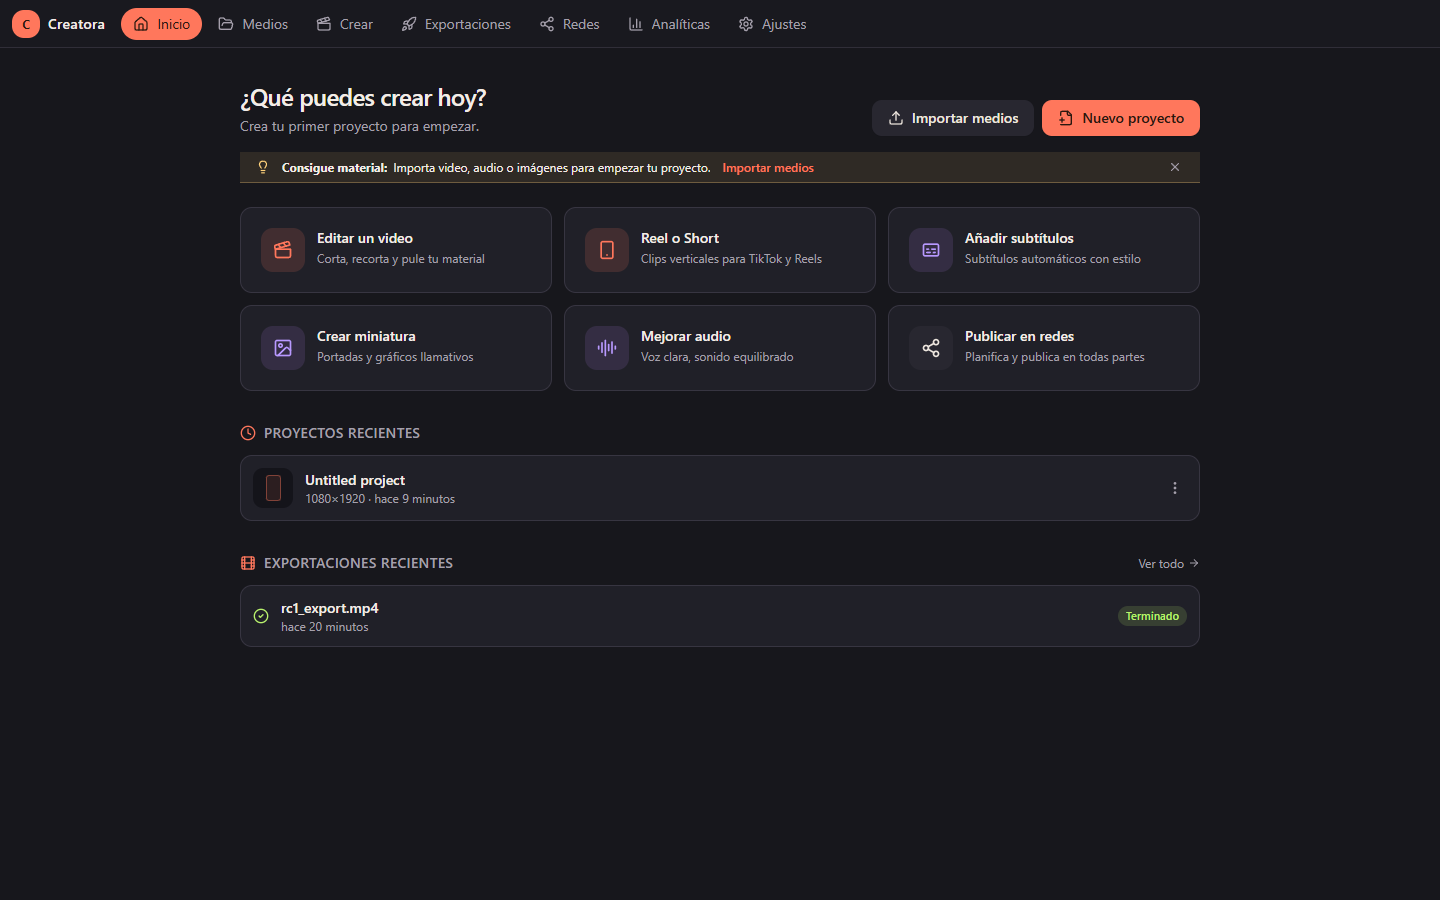 C Creatora Inicio Medios Crear Exportaciones Redes Analíticas Ajustes
¿Qué puedes crear hoy?
Crea tu primer proyecto para empezar.
Importar medios
Nuevo proyecto
Consigue material: Importa video, audio o imágenes para empezar tu proyecto. Importar medios
Editar un video
Corta, recorta y pule tu material
Reel o Short
Clips verticales para TikTok y Reels
Añadir subtítulos
Subtítulos automáticos con estilo
Crear miniatura
Portadas y gráficos llamativos
Mejorar audio
Voz clara, sonido equilibrado
Publicar en redes
Planifica y publica en todas partes
PROYECTOS RECIENTES
Untitled project
1080×1920 · hace 9 minutos
EXPORTACIONES RECIENTES
Ver todo →
rc1_export.mp4
hace 20 minutos
Terminado